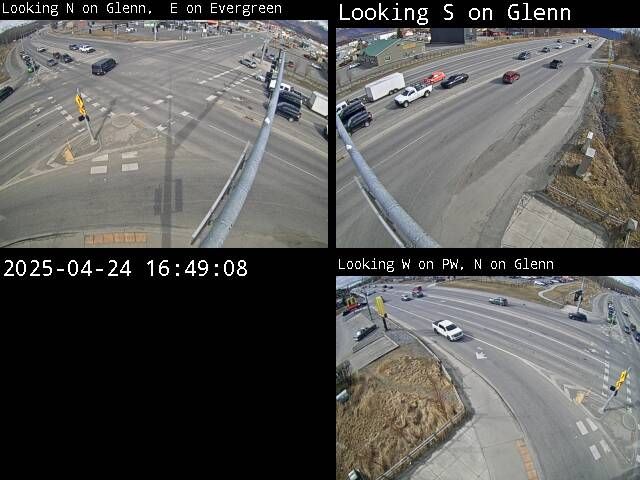 Looking N on Glenn, E on Evergreen
Looking S on Glenn
2025-04-24 16:49:08
Looking W on PW, N on Glenn